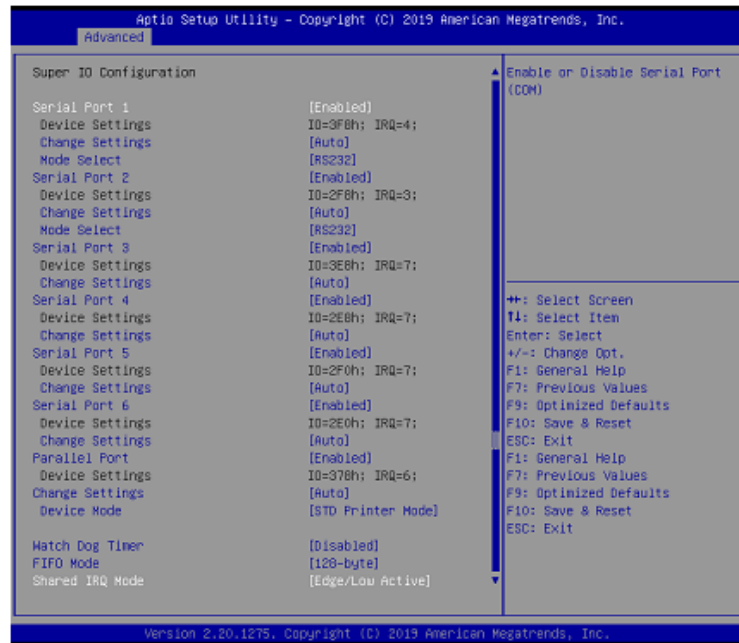 Aptio Setup Utility - Copyright (C) 2019 American Megatrends, Inc.
Advanced
Super IO Configuration
Serial Port 1 [Enabled]
Device Settings IO=3F8h; IRQ=4;
Change Settings [Auto]
Mode Select [RS232]
Serial Port 2 [Enabled]
Device Settings IO=2F8h; IRQ=3;
Change Settings [Auto]
Mode Select [RS232]
Serial Port 3 [Enabled]
Device Settings IO=3E8h; IRQ=7;
Change Settings [Auto]
Serial Port 4 [Enabled]
Device Settings IO=2E8h; IRQ=7;
Change Settings [Auto]
Serial Port 5 [Enabled]
Device Settings IO=2F0h; IRQ=7;
Change Settings [Auto]
Serial Port 6 [Enabled]
Device Settings IO=2E0h; IRQ=7;
Change Settings [Auto]
Parallel Port [Enabled]
Device Settings IO=378h; IRQ=6;
Change Settings [Auto]
Device Mode [STD Printer Mode]
Watch Dog Timer [Disabled]
FIFO Mode [128-byte]
Shared IRQ Mode [Edge/Low Active]
Enable or Disable Serial Port
(COM)
→←: Select Screen
↑↓: Select Item
Enter: Select
+/-: Change Opt.
F1: General Help
F7: Previous Values
F9: Optimized Defaults
F10: Save & Reset
ESC: Exit
F1: General Help
F7: Previous Values
F9: Optimized Defaults
F10: Save & Reset
ESC: Exit
Version 2.20.1275. Copyright (C) 2019 American Megatrends, Inc.